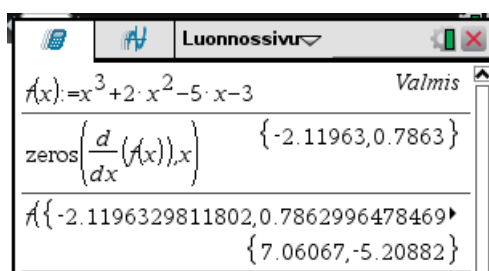 Luonnossivu
f(x):=x^3+2·x^2-5·x-3 Valmis
zeros(d/dx(f(x)),x) {-2.11963,0.7863}
f({-2.1196329811802,0.7862996478469▸
{7.06067,-5.20882}